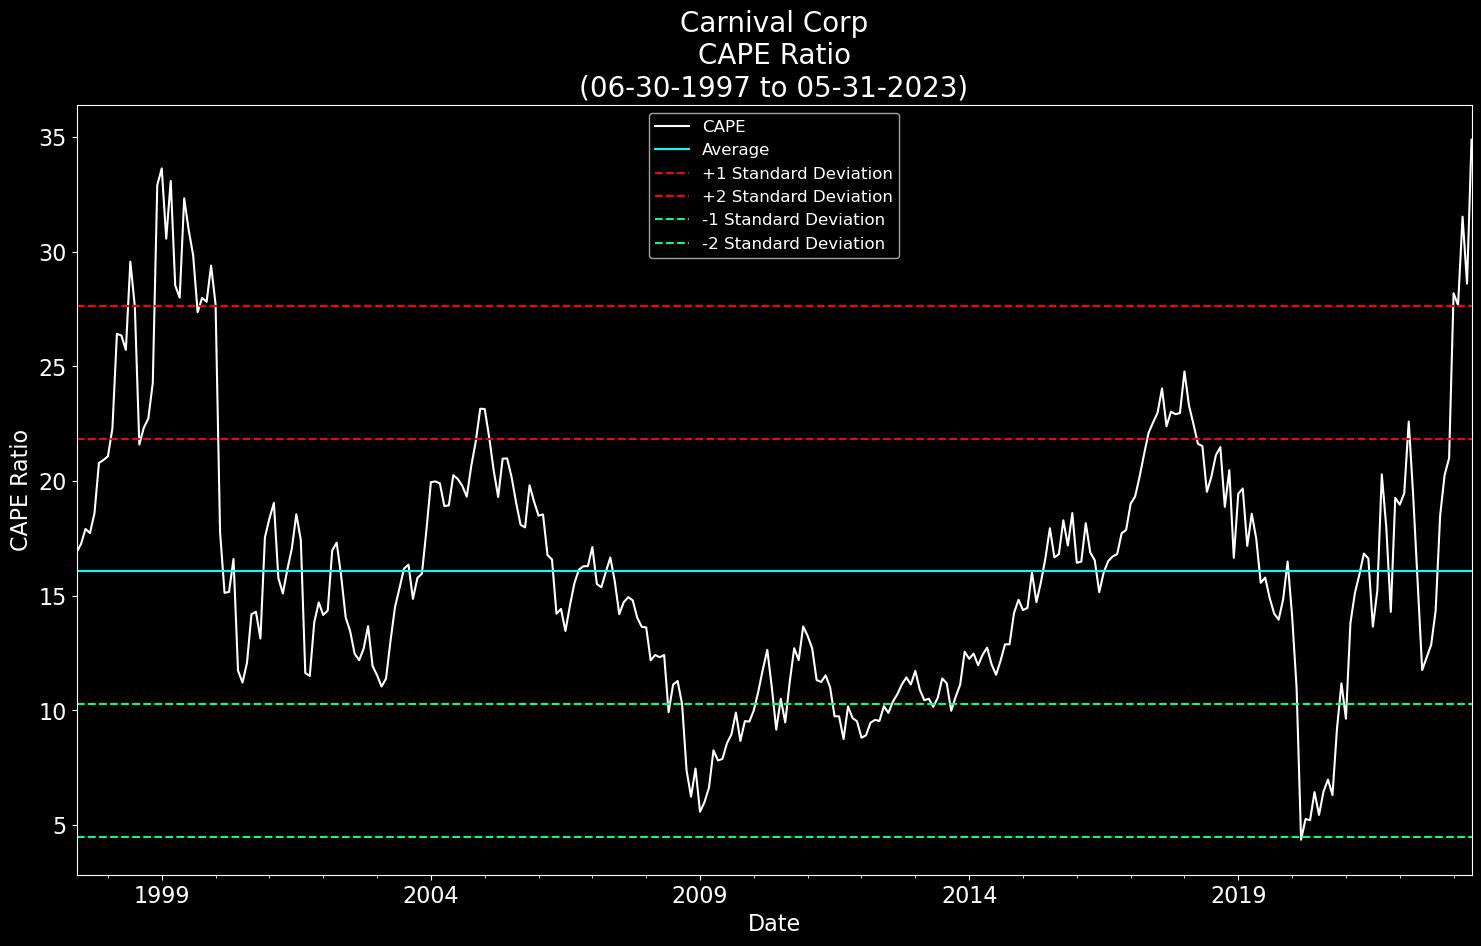 Carnival Corp
CAPE Ratio
(06-30-1997 to 05-31-2023)
CAPE
Average
+1 Standard Deviation
+2 Standard Deviation
-1 Standard Deviation
-2 Standard Deviation
CAPE Ratio
35
30
25
20
15
10
5
1999 2004 2009 2014 2019
Date